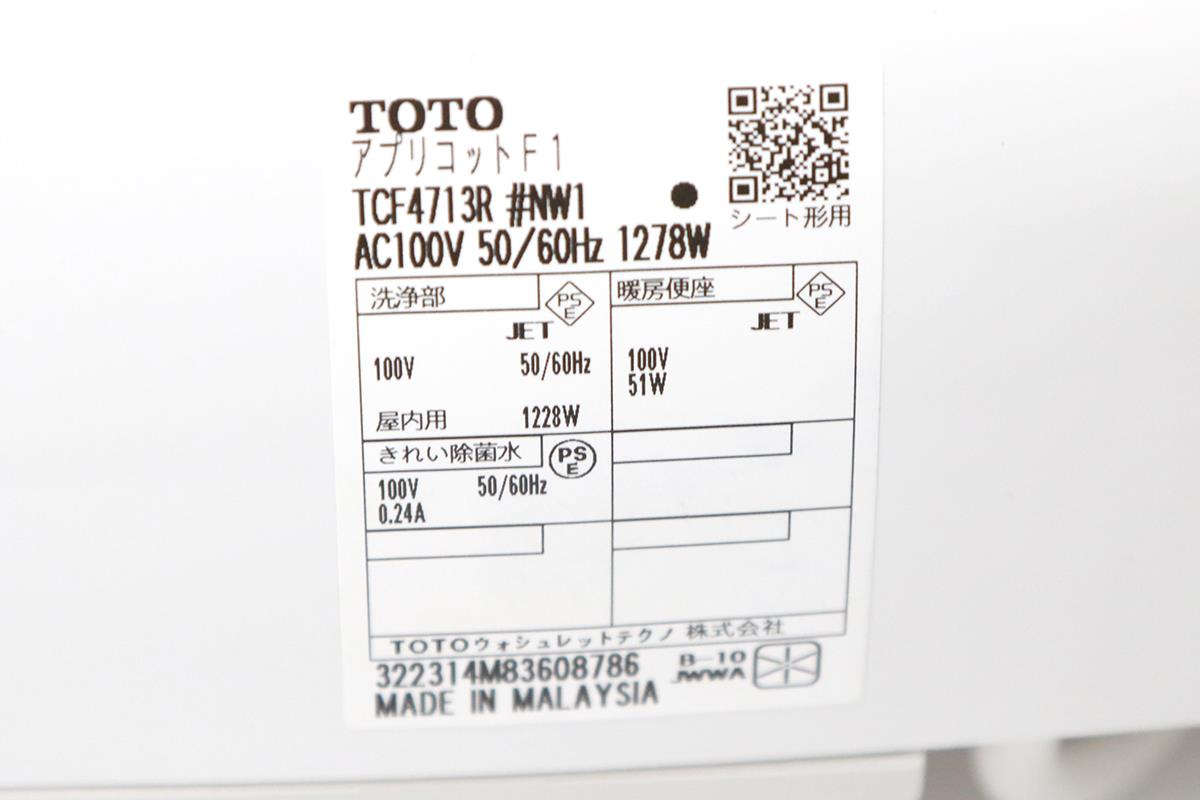 TOTO
アプリコットF1
TCF4713R #NW1
AC100V 50/60Hz 1278W
シート形用
洗浄部
PS
E
JET
100V 50/60Hz
屋内用 1228W
暖房便座
PS
E
JET
100V
51W
きれい除菌水
PS
E
100V 50/60Hz
0.24A
TOTOウォシュレットテクノ 株式会社
322314M83608786
B-10
JWWA
MADE IN MALAYSIA